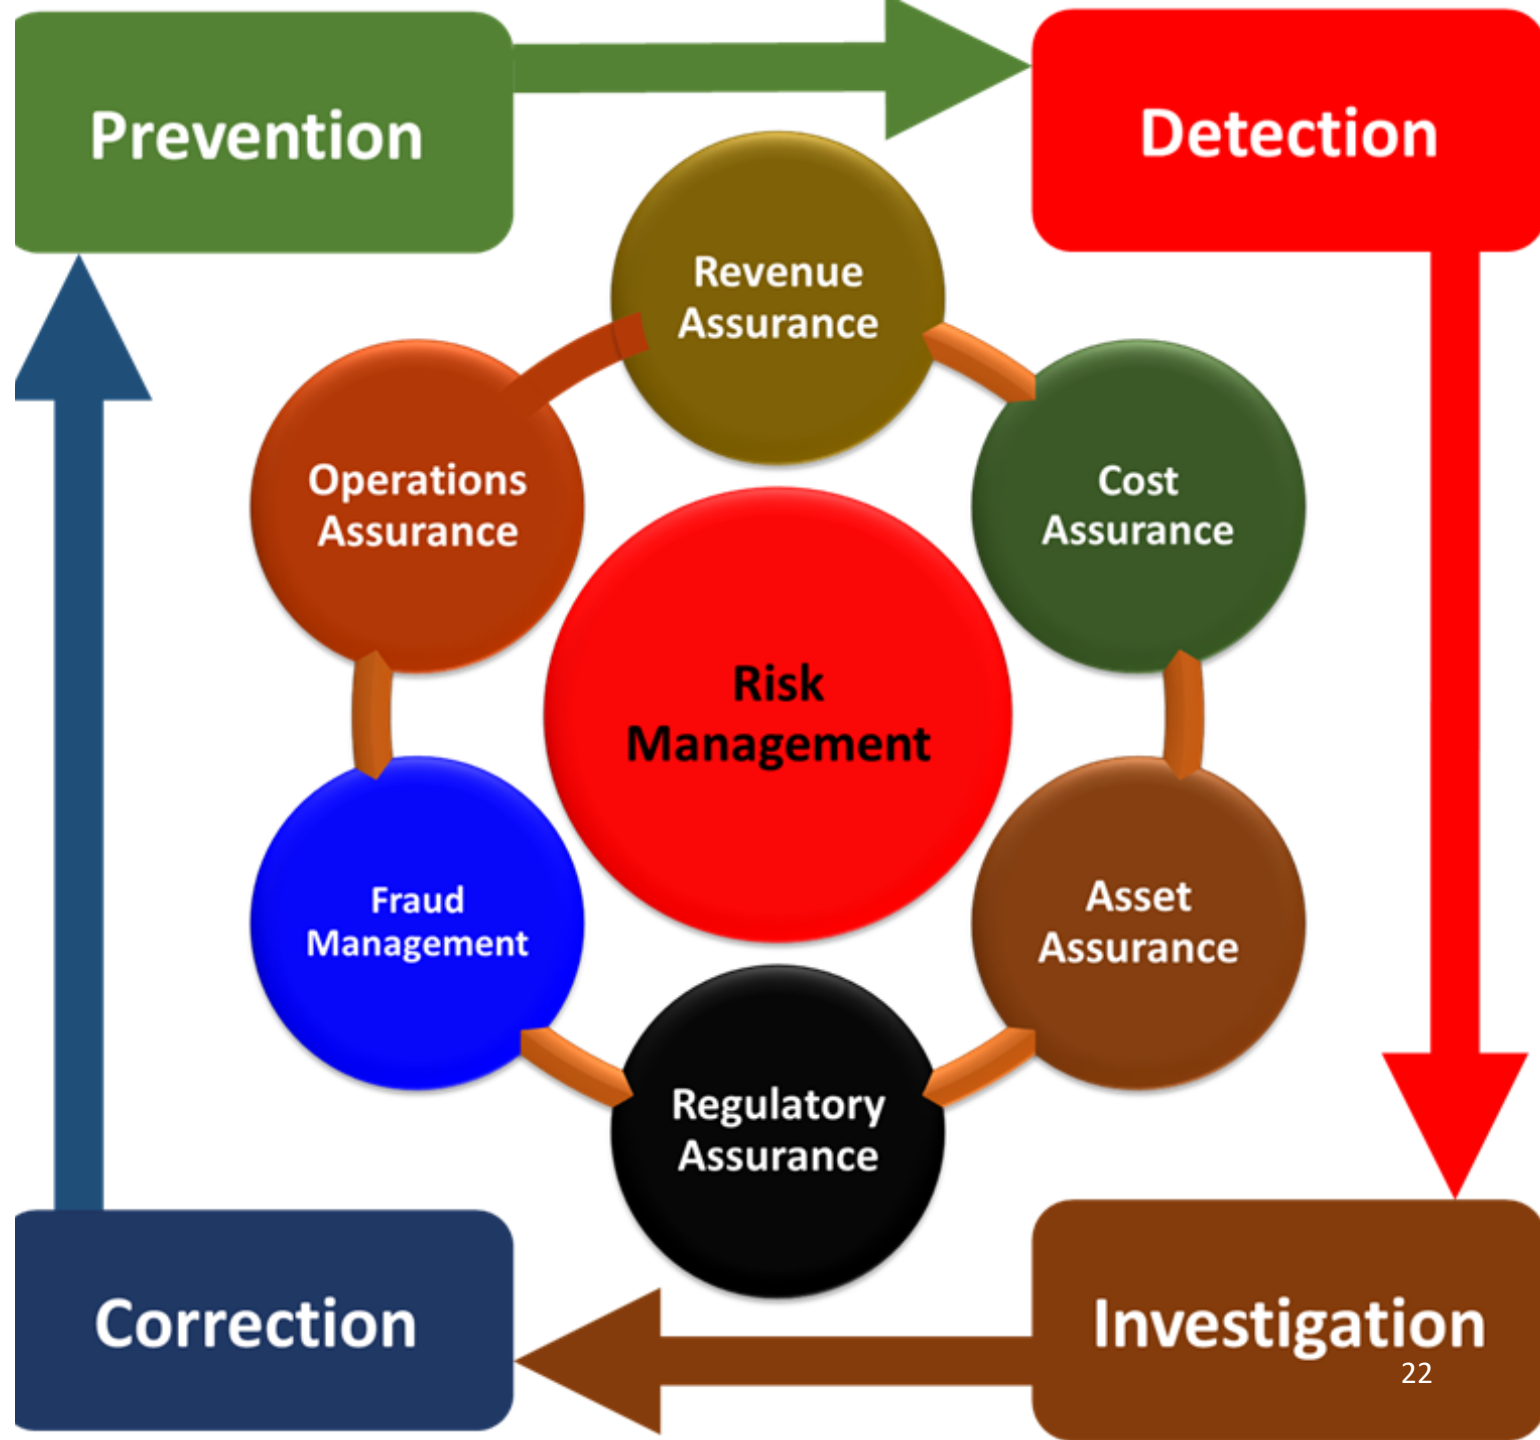 Prevention
Detection
Revenue
Assurance
Operations
Assurance
Cost
Assurance
Risk
Management
Fraud
Management
Asset
Assurance
Regulatory
Assurance
Correction
Investigation
22